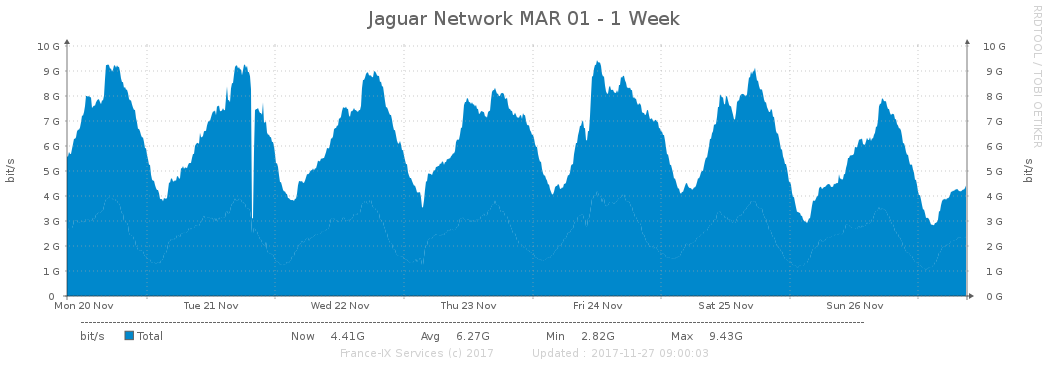 Jaguar Network MAR 01 - 1 Week
RRDTOOL / TOBI OETIKER
bit/s
10 G
9 G
8 G
7 G
6 G
5 G
4 G
3 G
2 G
1 G
0
10 G
9 G
8 G
7 G
6 G
5 G
4 G
3 G
2 G
1 G
0 G
bit/s
Mon 20 Nov Tue 21 Nov Wed 22 Nov Thu 23 Nov Fri 24 Nov Sat 25 Nov Sun 26 Nov
bit/s Total Now 4.41G Avg 6.27G Min 2.82G Max 9.43G
France-IX Services (c) 2017 Updated : 2017-11-27 09:00:03